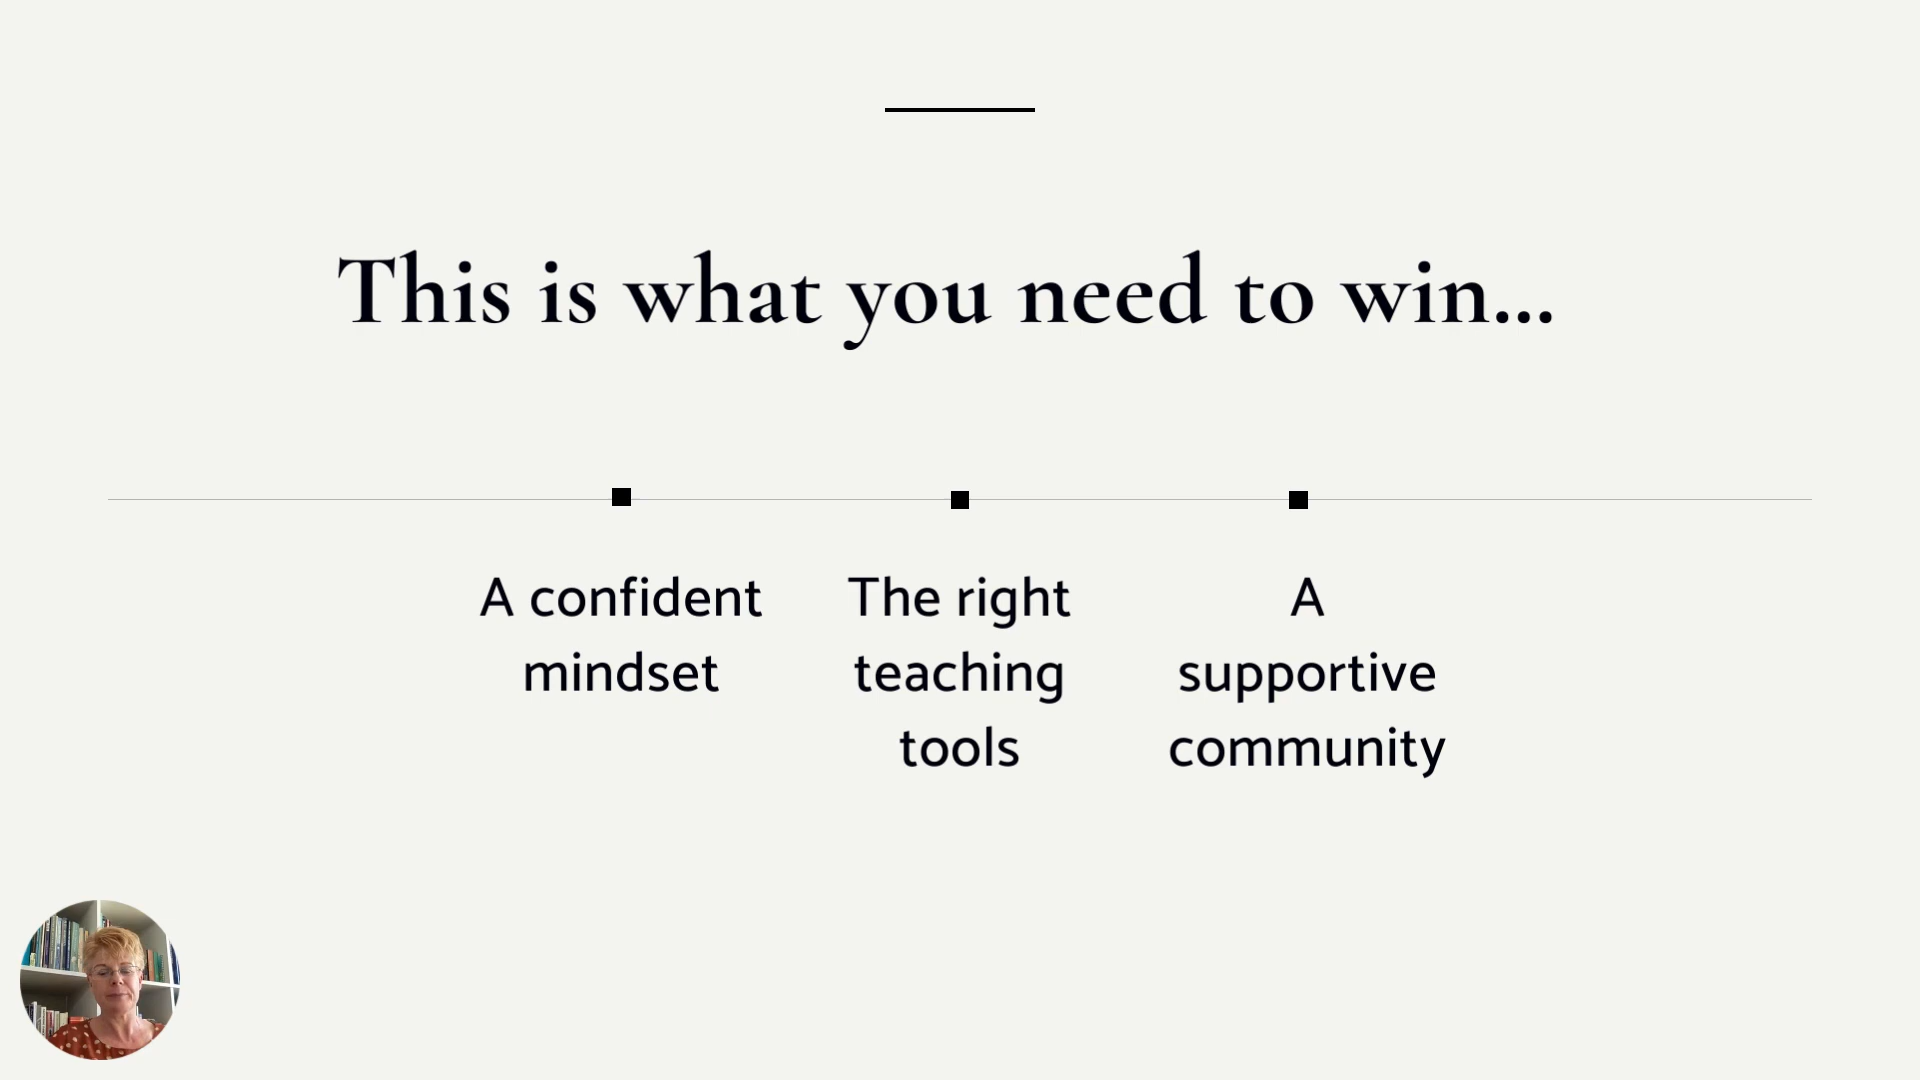 This is what you need to win...
A confident
mindset
The right
teaching
tools
A
supportive
community